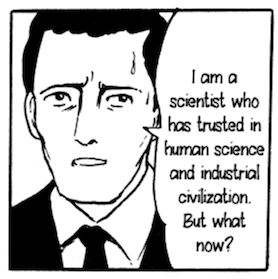 I am a
scientist who
has trusted in
human science
and industrial
civilization.
But what
now?